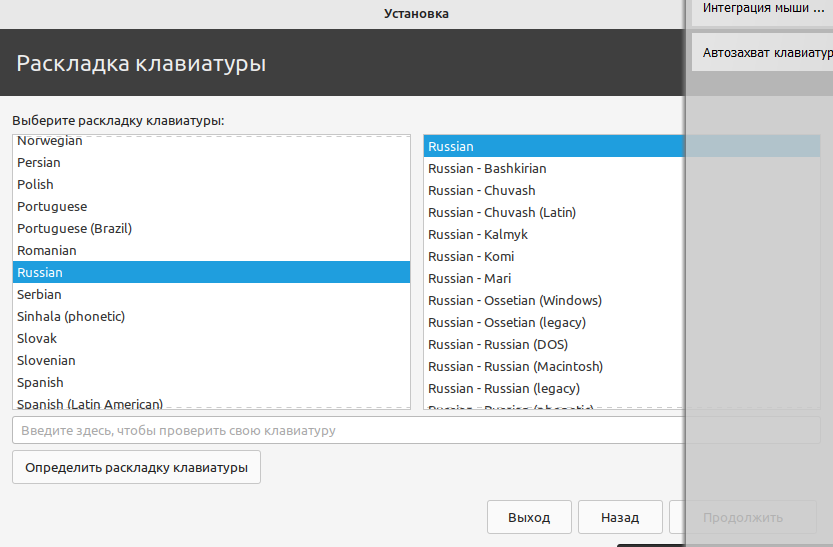 Установка
Интеграция мыши ...
Автозахват клавиатур
Раскладка клавиатуры
Выберите раскладку клавиатуры:
Norwegian
Persian
Polish
Portuguese
Portuguese (Brazil)
Romanian
Russian
Serbian
Sinhala (phonetic)
Slovak
Slovenian
Spanish
Spanish (Latin American)
Russian
Russian - Bashkirian
Russian - Chuvash
Russian - Chuvash (Latin)
Russian - Kalmyk
Russian - Komi
Russian - Mari
Russian - Ossetian (Windows)
Russian - Ossetian (legacy)
Russian - Russian (DOS)
Russian - Russian (Macintosh)
Russian - Russian (legacy)
Russian - Russian (phonetic)
Введите здесь, чтобы проверить свою клавиатуру
Определить раскладку клавиатуры
Выход
Назад
Продолжить